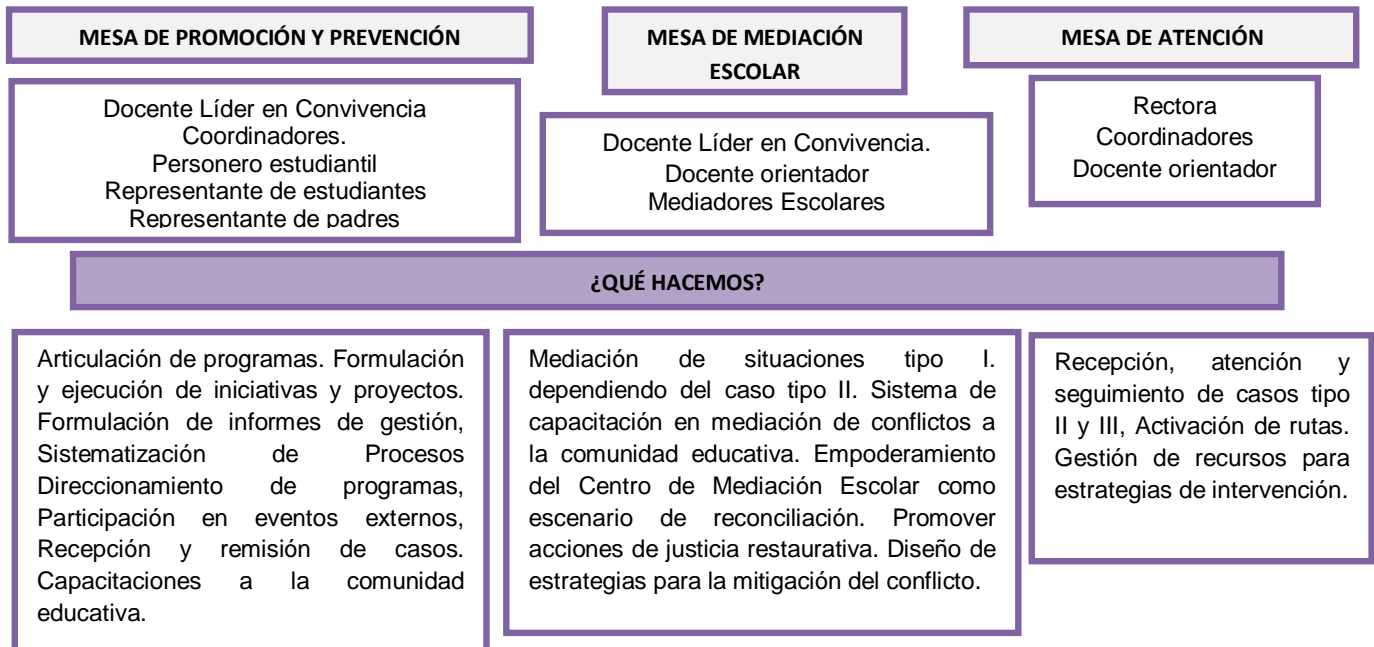 MESA DE PROMOCIÓN Y PREVENCIÓN
Docente Líder en Convivencia
Coordinadores.
Personero estudiantil
Representante de estudiantes
Representante de padres
MESA DE MEDIACIÓN
ESCOLAR
Docente Líder en Convivencia.
Docente orientador
Mediadores Escolares
MESA DE ATENCIÓN
Rectora
Coordinadores
Docente orientador
¿QUÉ HACEMOS?
Articulación de programas. Formulación
y ejecución de iniciativas y proyectos.
Formulación de informes de gestión,
Sistematización de Procesos
Direccionamiento de programas,
Participación en eventos externos,
Recepción y remisión de casos.
Capacitaciones a la comunidad
educativa.
Mediación de situaciones tipo I.
dependiendo del caso tipo II. Sistema de
capacitación en mediación de conflictos a
la comunidad educativa. Empoderamiento
del Centro de Mediación Escolar como
escenario de reconciliación. Promover
acciones de justicia restaurativa. Diseño de
estrategias para la mitigación del conflicto.
Recepción, atención y
seguimiento de casos tipo
II y III, Activación de rutas.
Gestión de recursos para
estrategias de intervención.